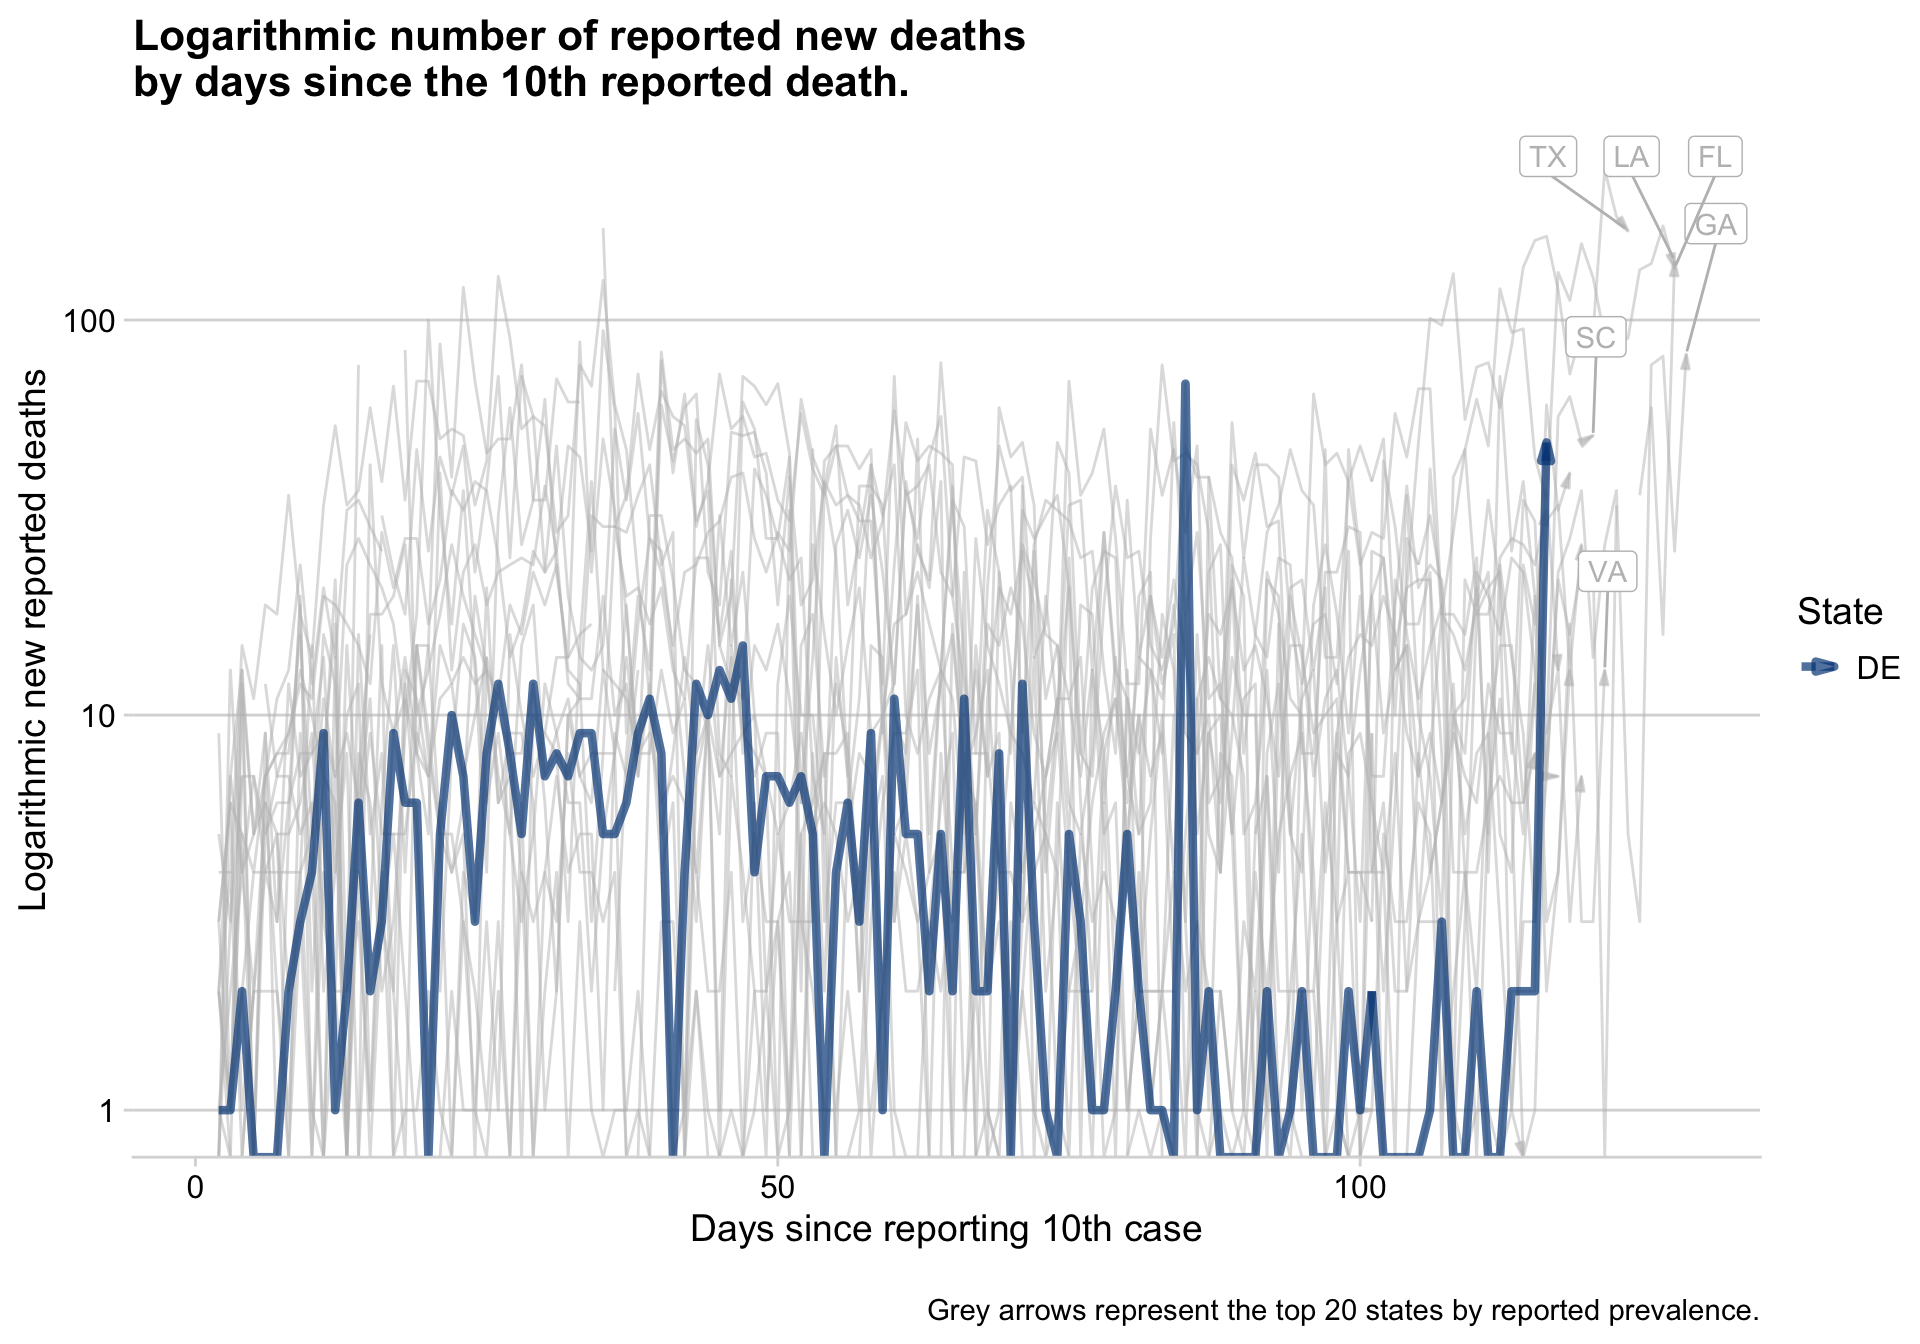 Logarithmic number of reported new deaths
by days since the 10th reported death.
TX
LA
FL
GA
SC
VA
Logarithmic new reported deaths
100
10
1
0
50
100
Days since reporting 10th case
State
DE
Grey arrows represent the top 20 states by reported prevalence.